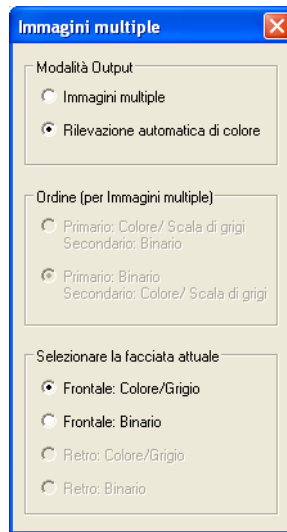 Immagini multiple
Modalità Output
Immagini multiple
Rilevazione automatica di colore
Ordine (per Immagini multiple)
Primario: Colore/ Scala di grigi
Secondario: Binario
Primario: Binario
Secondario: Colore/ Scala di grigi
Selezionare la facciata attuale
Frontale: Colore/Grigio
Frontale: Binario
Retro: Colore/Grigio
Retro: Binario